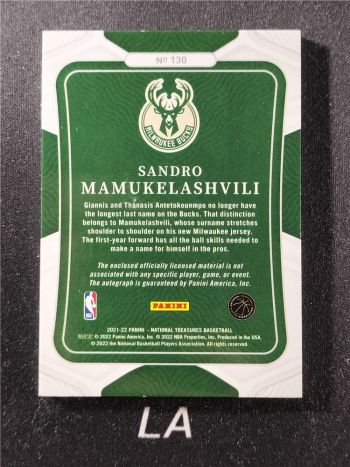 Nº 130
MILWAUKEE BUCKS
SANDRO
MAMUKELASHVILI
Giannis and Thanasis Antetokounmpo no longer have
the longest last name on the Bucks. That distinction
belongs to Mamukelashvili, whose surname stretches
shoulder to shoulder on his new Milwaukee jersey.
The first-year forward has all the ball skills needed to
make a name for himself in the pros.
The enclosed officially licensed material is not
associated with any specific player, game, or event.
The autograph is guaranteed by Panini America, Inc.
NBA
PANINI
2021-22 PANINI – NATIONAL TREASURES BASKETBALL
© 2022 Panini America, Inc. © 2022 NBA Properties, Inc. Produced in the USA.
© 2022 the National Basketball Players Association. All rights reserved.
LA